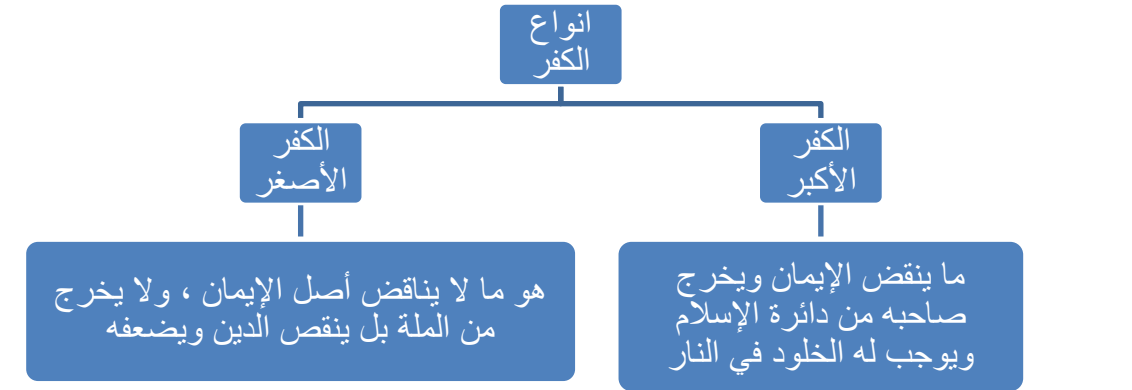 انواع
الكفر
الكفر
الأكبر
الكفر
الأصغر
ما ينقض الإيمان ويخرج
صاحبه من دائرة الإسلام
ويوجب له الخلود في النار
هو ما لا يناقض أصل الإيمان ، ولا يخرج
من الملة بل ينقص الدين ويضعفه